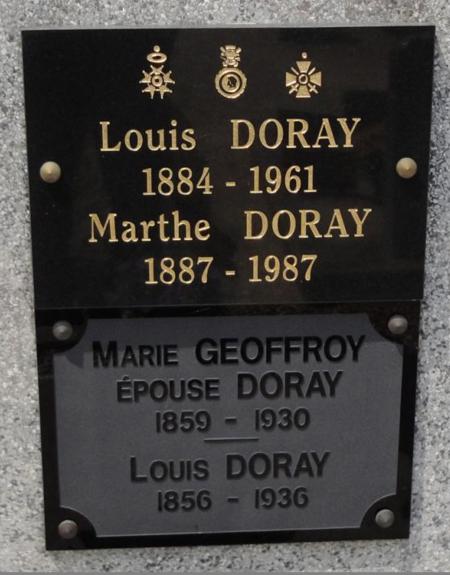 Louis DORAY
1884 - 1961
Marthe DORAY
1887 - 1987
MARIE GEOFFROY
ÉPOUSE DORAY
1859 - 1930
LOUIS DORAY
1856 - 1936